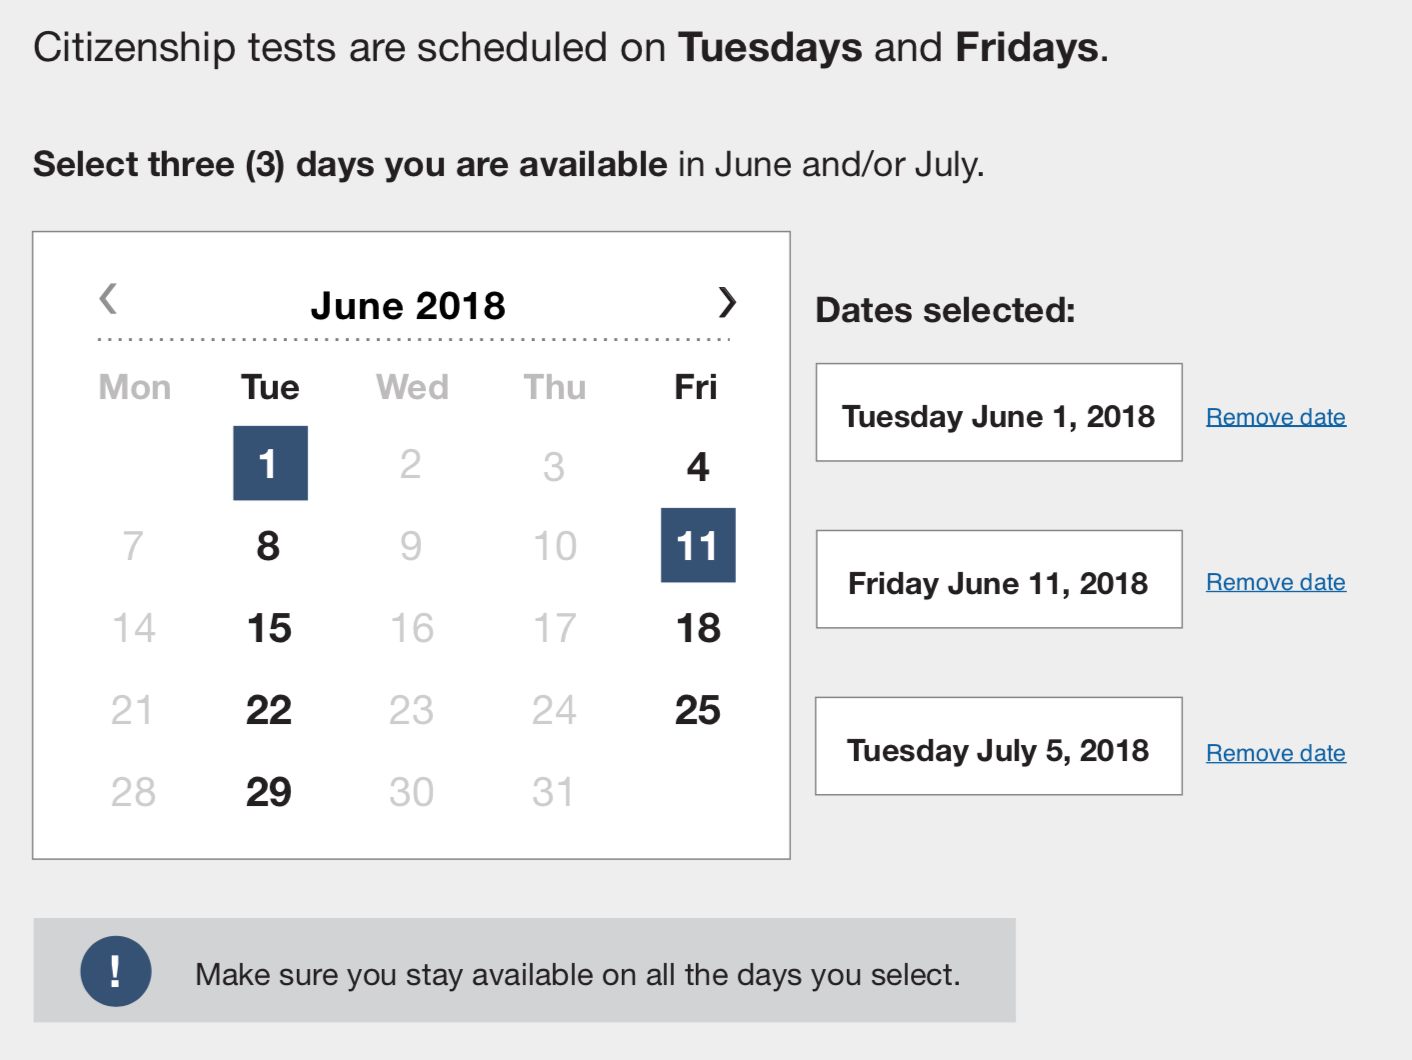 Citizenship tests are scheduled on Tuesdays and Fridays.
Select three (3) days you are available in June and/or July.
‹ June 2018 ›
Mon Tue Wed Thu Fri
1 2 3 4
7 8 9 10 11
14 15 16 17 18
21 22 23 24 25
28 29 30 31
Dates selected:
Tuesday June 1, 2018 Remove date
Friday June 11, 2018 Remove date
Tuesday July 5, 2018 Remove date
! Make sure you stay available on all the days you select.